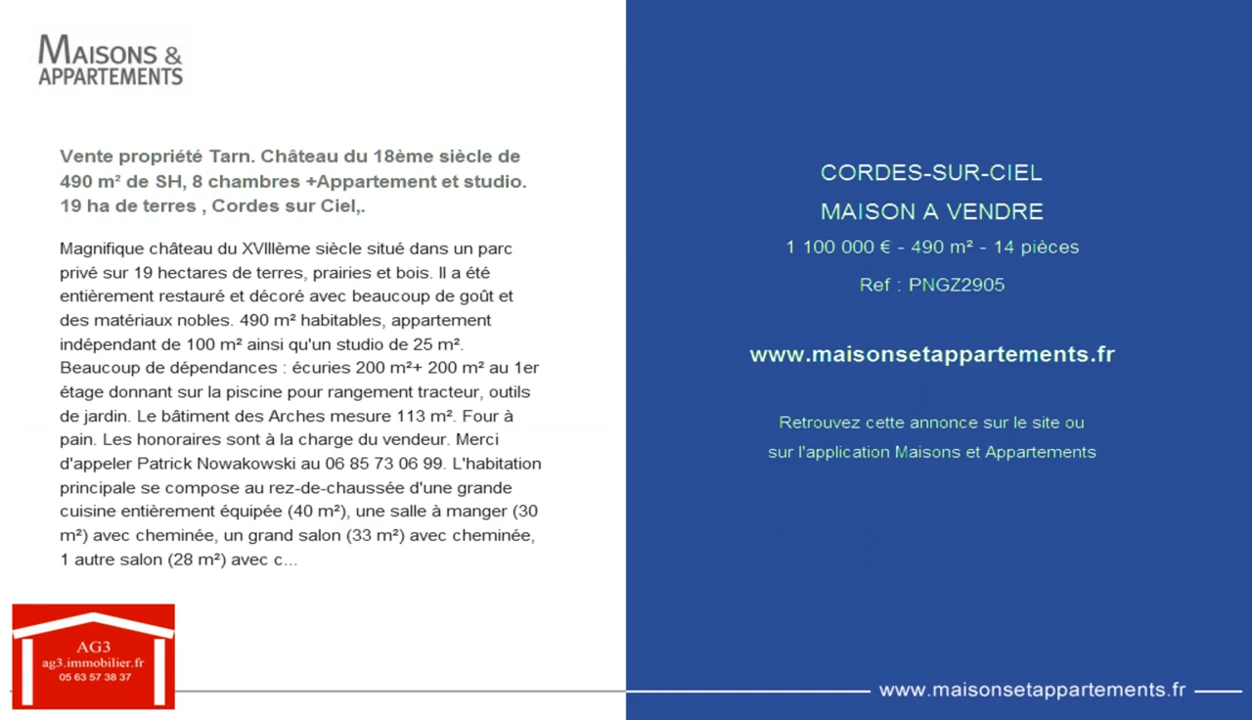 MAISONS &
APPARTEMENTS
Vente propriété Tarn. Château du 18ème siècle de
490 m² de SH, 8 chambres +Appartement et studio.
19 ha de terres , Cordes sur Ciel,.
Magnifique château du XVIIIème siècle situé dans un parc
privé sur 19 hectares de terres, prairies et bois. Il a été
entièrement restauré et décoré avec beaucoup de goût et
des matériaux nobles. 490 m² habitables, appartement
indépendant de 100 m² ainsi qu'un studio de 25 m².
Beaucoup de dépendances : écuries 200 m²+ 200 m² au 1er
étage donnant sur la piscine pour rangement tracteur, outils
de jardin. Le bâtiment des Arches mesure 113 m². Four à
pain. Les honoraires sont à la charge du vendeur. Merci
d'appeler Patrick Nowakowski au 06 85 73 06 99. L'habitation
principale se compose au rez-de-chaussée d'une grande
cuisine entièrement équipée (40 m²), une salle à manger (30
m²) avec cheminée, un grand salon (33 m²) avec cheminée,
1 autre salon (28 m²) avec c...
AG3
ag3.immobilier.fr
05 63 57 38 37
CORDES-SUR-CIEL
MAISON A VENDRE
1 100 000 € - 490 m² - 14 pièces
Ref : PNGZ2905
www.maisonsetappartements.fr
Retrouvez cette annonce sur le site ou
sur l'application Maisons et Appartements
www.maisonsetappartements.fr